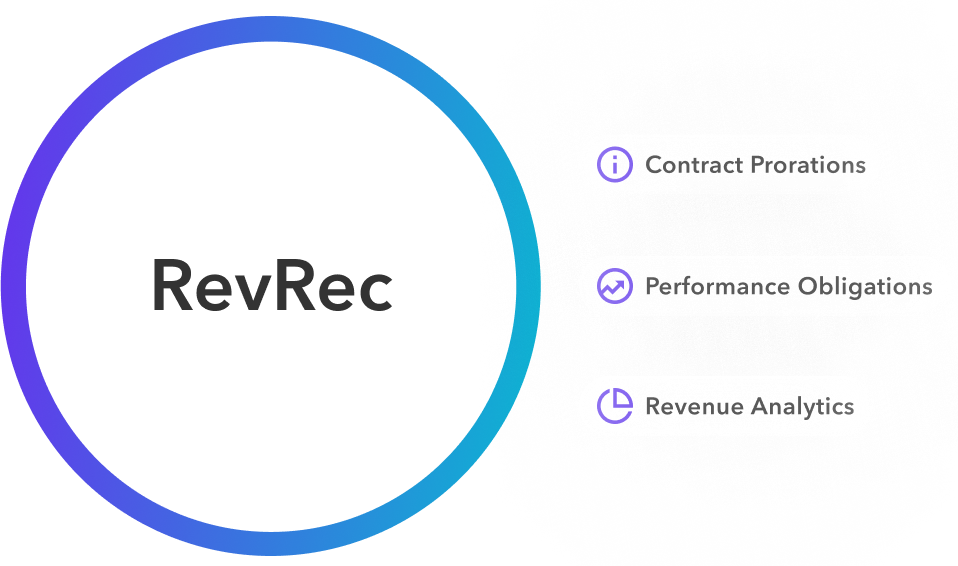 RevRec
Contract Prorations
Performance Obligations
Revenue Analytics